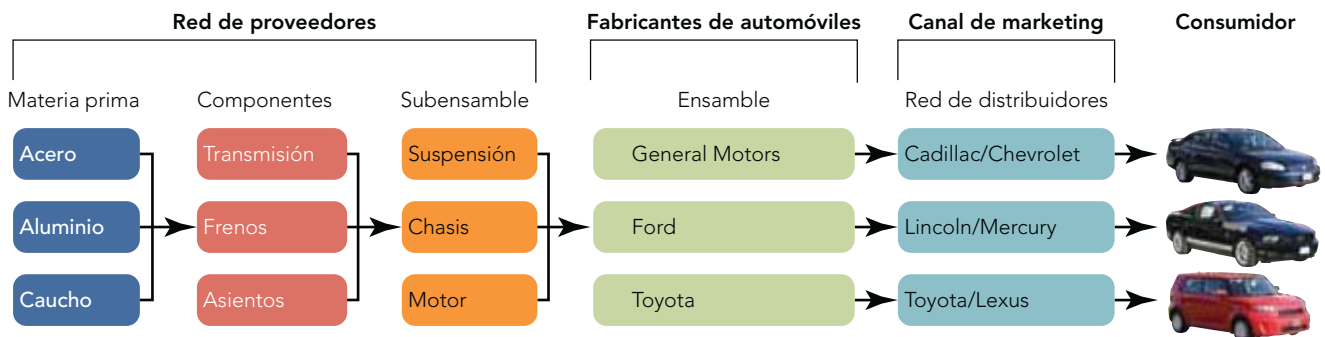 Red de proveedores
Fabricantes de automóviles
Canal de marketing
Consumidor
Materia prima
Componentes
Subensamble
Ensamble
Red de distribuidores
Acero
Transmisión
Suspensión
General Motors
Cadillac/Chevrolet
Aluminio
Frenos
Chasis
Ford
Lincoln/Mercury
Caucho
Asientos
Motor
Toyota
Toyota/Lexus